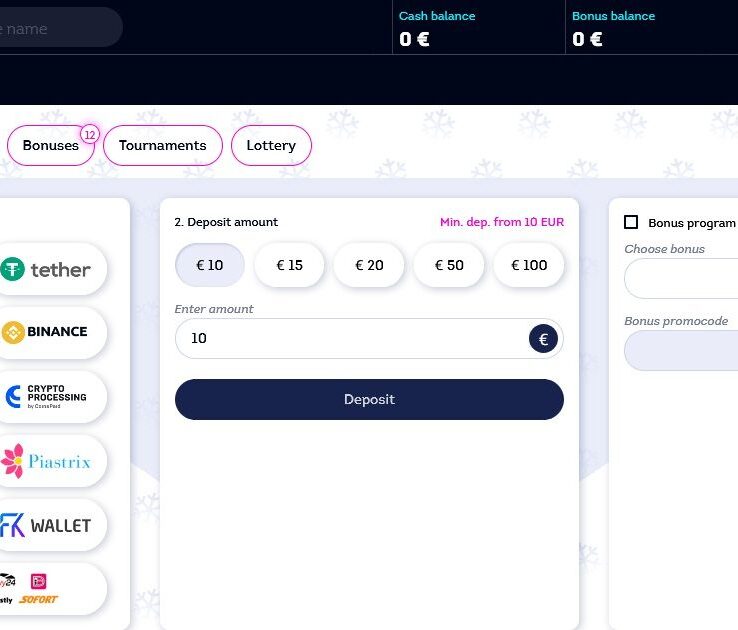 e name
Cash balance
0 €
Bonus balance
0 €
Bonuses
12
Tournaments
Lottery
tether
BINANCE
CRYPTO
PROCESSING
by CoinsPaid
Piastrix
FK WALLET
SOFORT
2. Deposit amount
Min. dep. from 10 EUR
€ 10
€ 15
€ 20
€ 50
€ 100
Enter amount
10
€
Deposit
Bonus program
Choose bonus
Bonus promocode